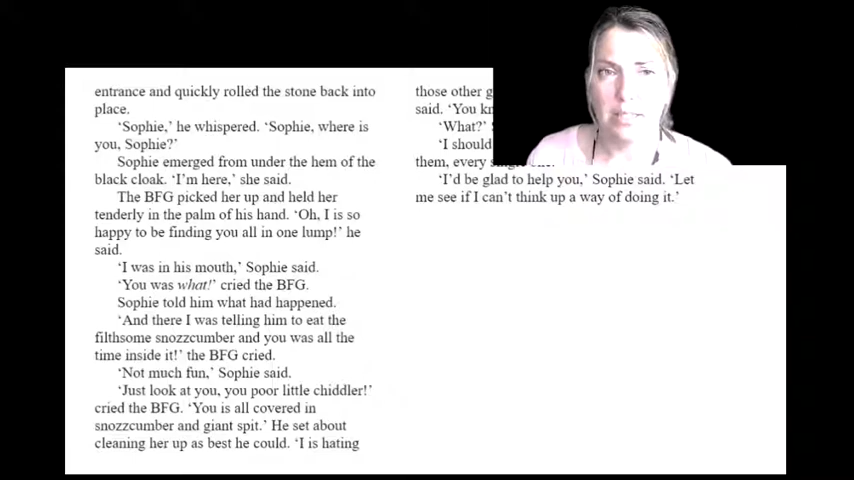 entrance and quickly rolled the stone back into
place.
‘Sophie,’ he whispered. ‘Sophie, where is
you, Sophie?’
Sophie emerged from under the hem of the
black cloak. ‘I’m here,’ she said.
The BFG picked her up and held her
tenderly in the palm of his hand. ‘Oh, I is so
happy to be finding you all in one lump!’ he
said.
‘I was in his mouth,’ Sophie said.
‘You was what!’ cried the BFG.
Sophie told him what had happened.
‘And there I was telling him to eat the
filthsome snozzcumber and you was all the
time inside it!’ the BFG cried.
‘Not much fun,’ Sophie said.
‘Just look at you, you poor little chiddler!’
cried the BFG. ‘You is all covered in
snozzcumber and giant spit.’ He set about
cleaning her up as best he could. ‘I is hating
those other
said. ‘You
‘What?’
‘I should
them, every
‘I’d be glad to help you,’ Sophie said. ‘Let
me see if I can’t think up a way of doing it.’